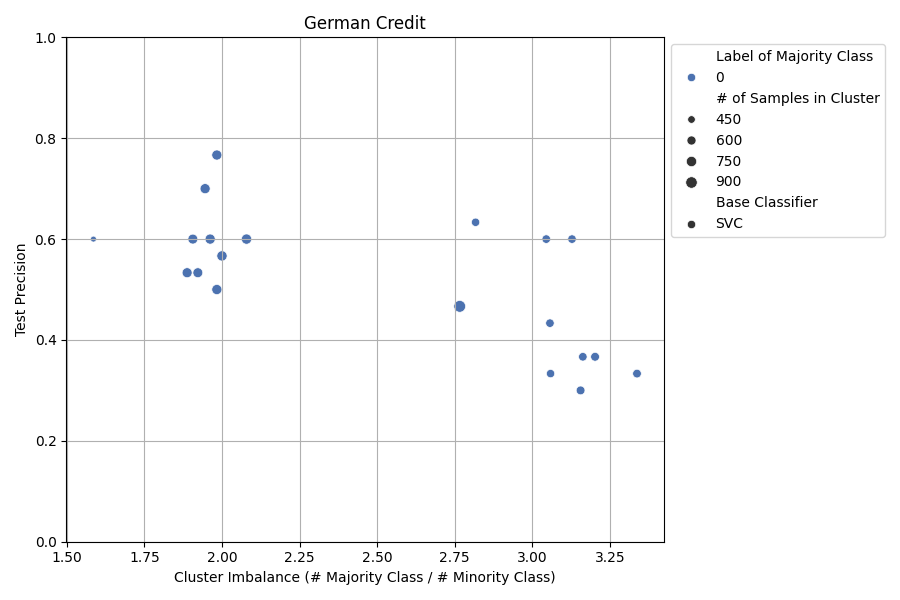 German Credit
1.0
0.8
0.6
0.4
0.2
0.0
Test Precision
1.50 1.75 2.00 2.25 2.50 2.75 3.00 3.25
Cluster Imbalance (# Majority Class / # Minority Class)
Label of Majority Class
0
# of Samples in Cluster
450
600
750
900
Base Classifier
SVC